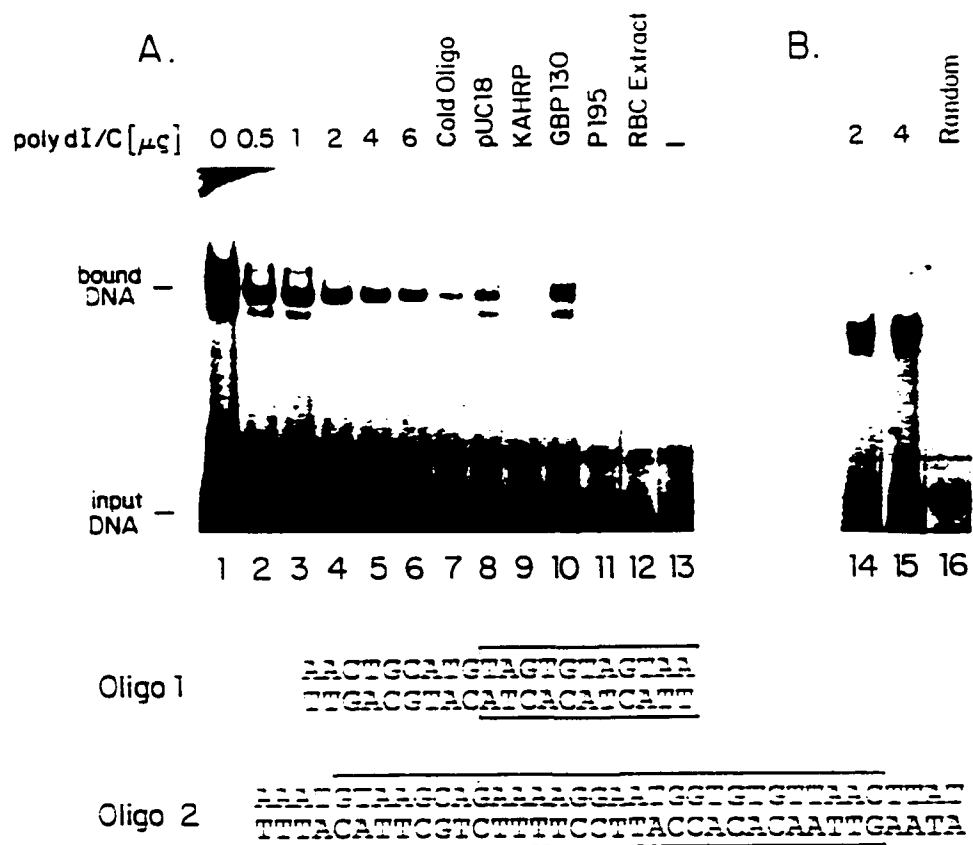 A.
B.
poly dI/C [μg] 0 0.5 1 2 4 6 Cold Oligo pUC18 KAHRP GBP130 P195 RBC Extract –
2 4 Random
bound DNA –
input DNA –
1 2 3 4 5 6 7 8 9 10 11 12 13
14 15 16
Oligo 1
AACTGCATGTAGTGTAGTAA
TTGACGTACATCACATCATT
Oligo 2
AAATGTAAGCAGAAAAGGAATGGTGTGTTAACTTAT
TTTACATTCGTCTTTTCCTTACCACACAATTGAATA